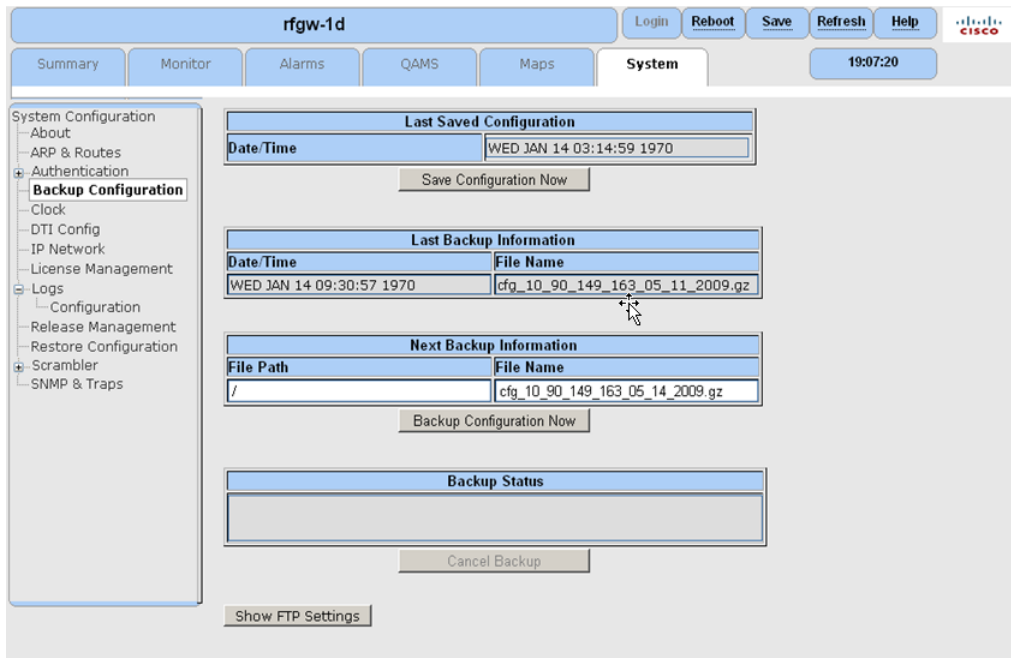 rfgw-1d
Login Reboot Save Refresh Help
CISCO
Summary Monitor Alarms QAMS Maps System
19:07:20
System Configuration
About
ARP & Routes
Authentication
Backup Configuration
Clock
DTI Config
IP Network
License Management
Logs
Configuration
Release Management
Restore Configuration
Scrambler
SNMP & Traps
Last Saved Configuration
Date/Time WED JAN 14 03:14:59 1970
Save Configuration Now
Last Backup Information
Date/Time File Name
WED JAN 14 09:30:57 1970 cfg_10_90_149_163_05_11_2009.gz
Next Backup Information
File Path File Name
/ cfg_10_90_149_163_05_14_2009.gz
Backup Configuration Now
Backup Status
Cancel Backup
Show FTP Settings